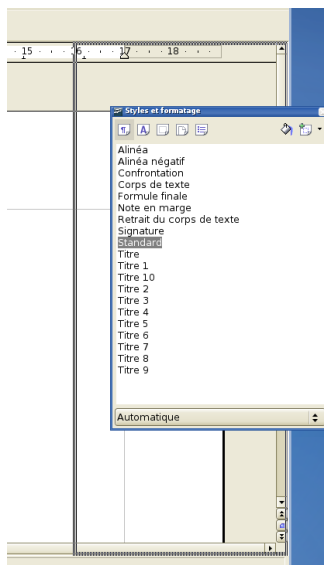 15 16 17 18
Styles et formatage
Alinéa
Alinéa négatif
Confrontation
Corps de texte
Formule finale
Note en marge
Retrait du corps de texte
Signature
Standard
Titre
Titre 1
Titre 10
Titre 2
Titre 3
Titre 4
Titre 5
Titre 6
Titre 7
Titre 8
Titre 9
Automatique